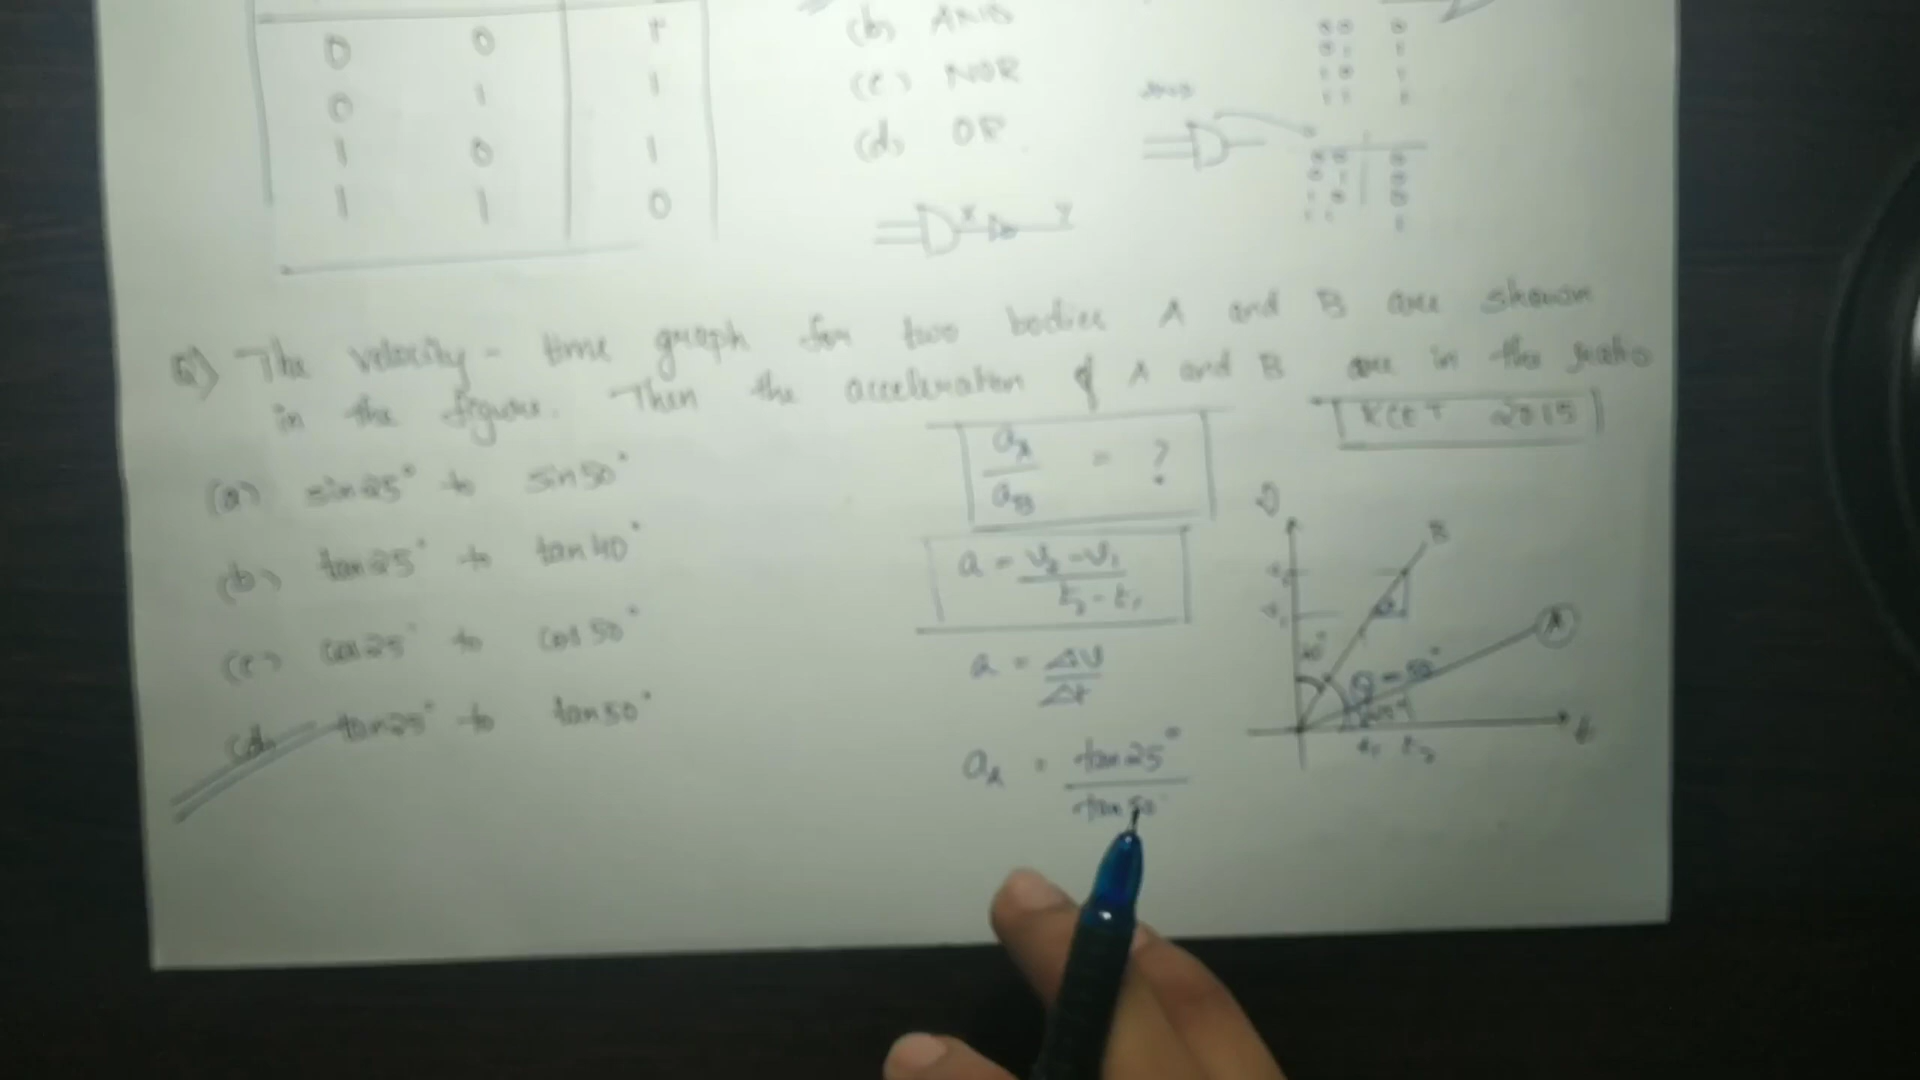 0 0 1
0 1 1
1 0 1
1 1 0
(b) AND
(c) NOR
(d) OR
Q) The velocity - time graph for two bodies A and B are shown
in the figure. Then the acceleration of A and B are in the ratio
KCET 2015
(a) sin25° to sin50°
(b) tan25° to tan40°
(c) cos25° to cos50°
(d) tan25° to tan50°
aA/aB = ?
a = V2-V1/t2-t1
a = ΔV/Δt
aA = tan25°/tan50
B
A
θ = 50°
t1 t2
t